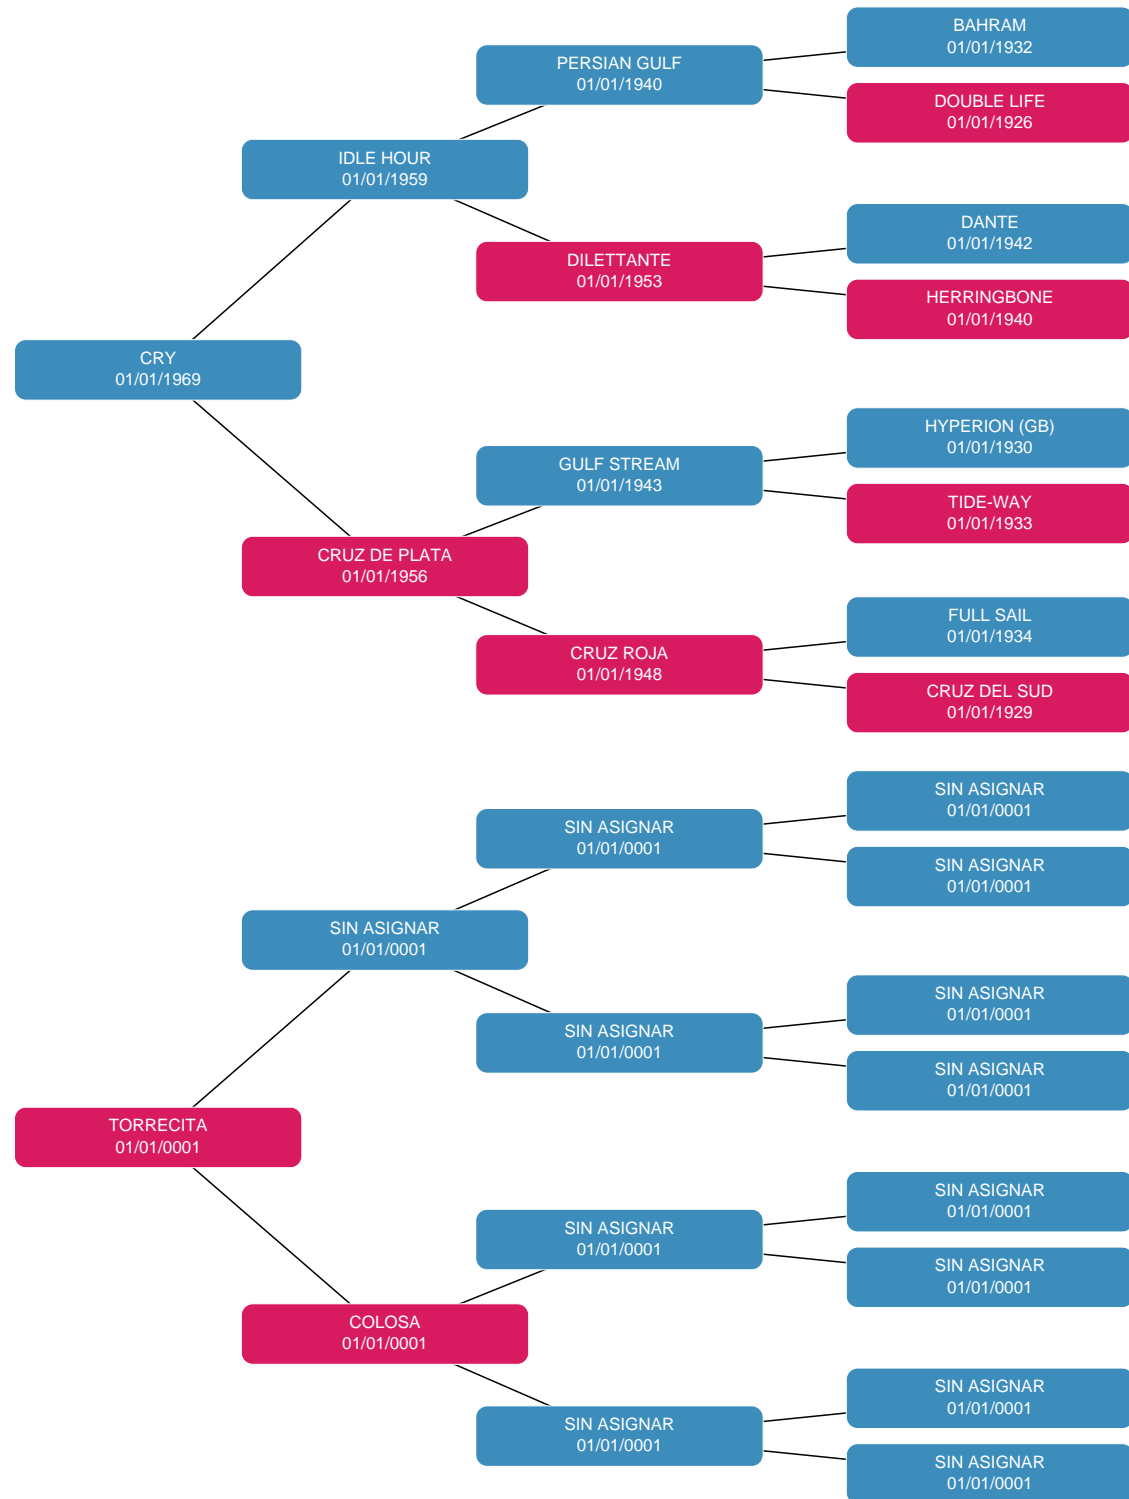 BAHRAM
01/01/1932
PERSIAN GULF
01/01/1940
DOUBLE LIFE
01/01/1926
IDLE HOUR
01/01/1959
DANTE
01/01/1942
DILETTANTE
01/01/1953
HERRINGBONE
01/01/1940
CRY
01/01/1969
HYPERION (GB)
01/01/1930
GULF STREAM
01/01/1943
TIDE-WAY
01/01/1933
CRUZ DE PLATA
01/01/1956
FULL SAIL
01/01/1934
CRUZ ROJA
01/01/1948
CRUZ DEL SUD
01/01/1929
SIN ASIGNAR
01/01/0001
SIN ASIGNAR
01/01/0001
SIN ASIGNAR
01/01/0001
SIN ASIGNAR
01/01/0001
SIN ASIGNAR
01/01/0001
SIN ASIGNAR
01/01/0001
SIN ASIGNAR
01/01/0001
TORRECITA
01/01/0001
SIN ASIGNAR
01/01/0001
SIN ASIGNAR
01/01/0001
SIN ASIGNAR
01/01/0001
COLOSA
01/01/0001
SIN ASIGNAR
01/01/0001
SIN ASIGNAR
01/01/0001
SIN ASIGNAR
01/01/0001